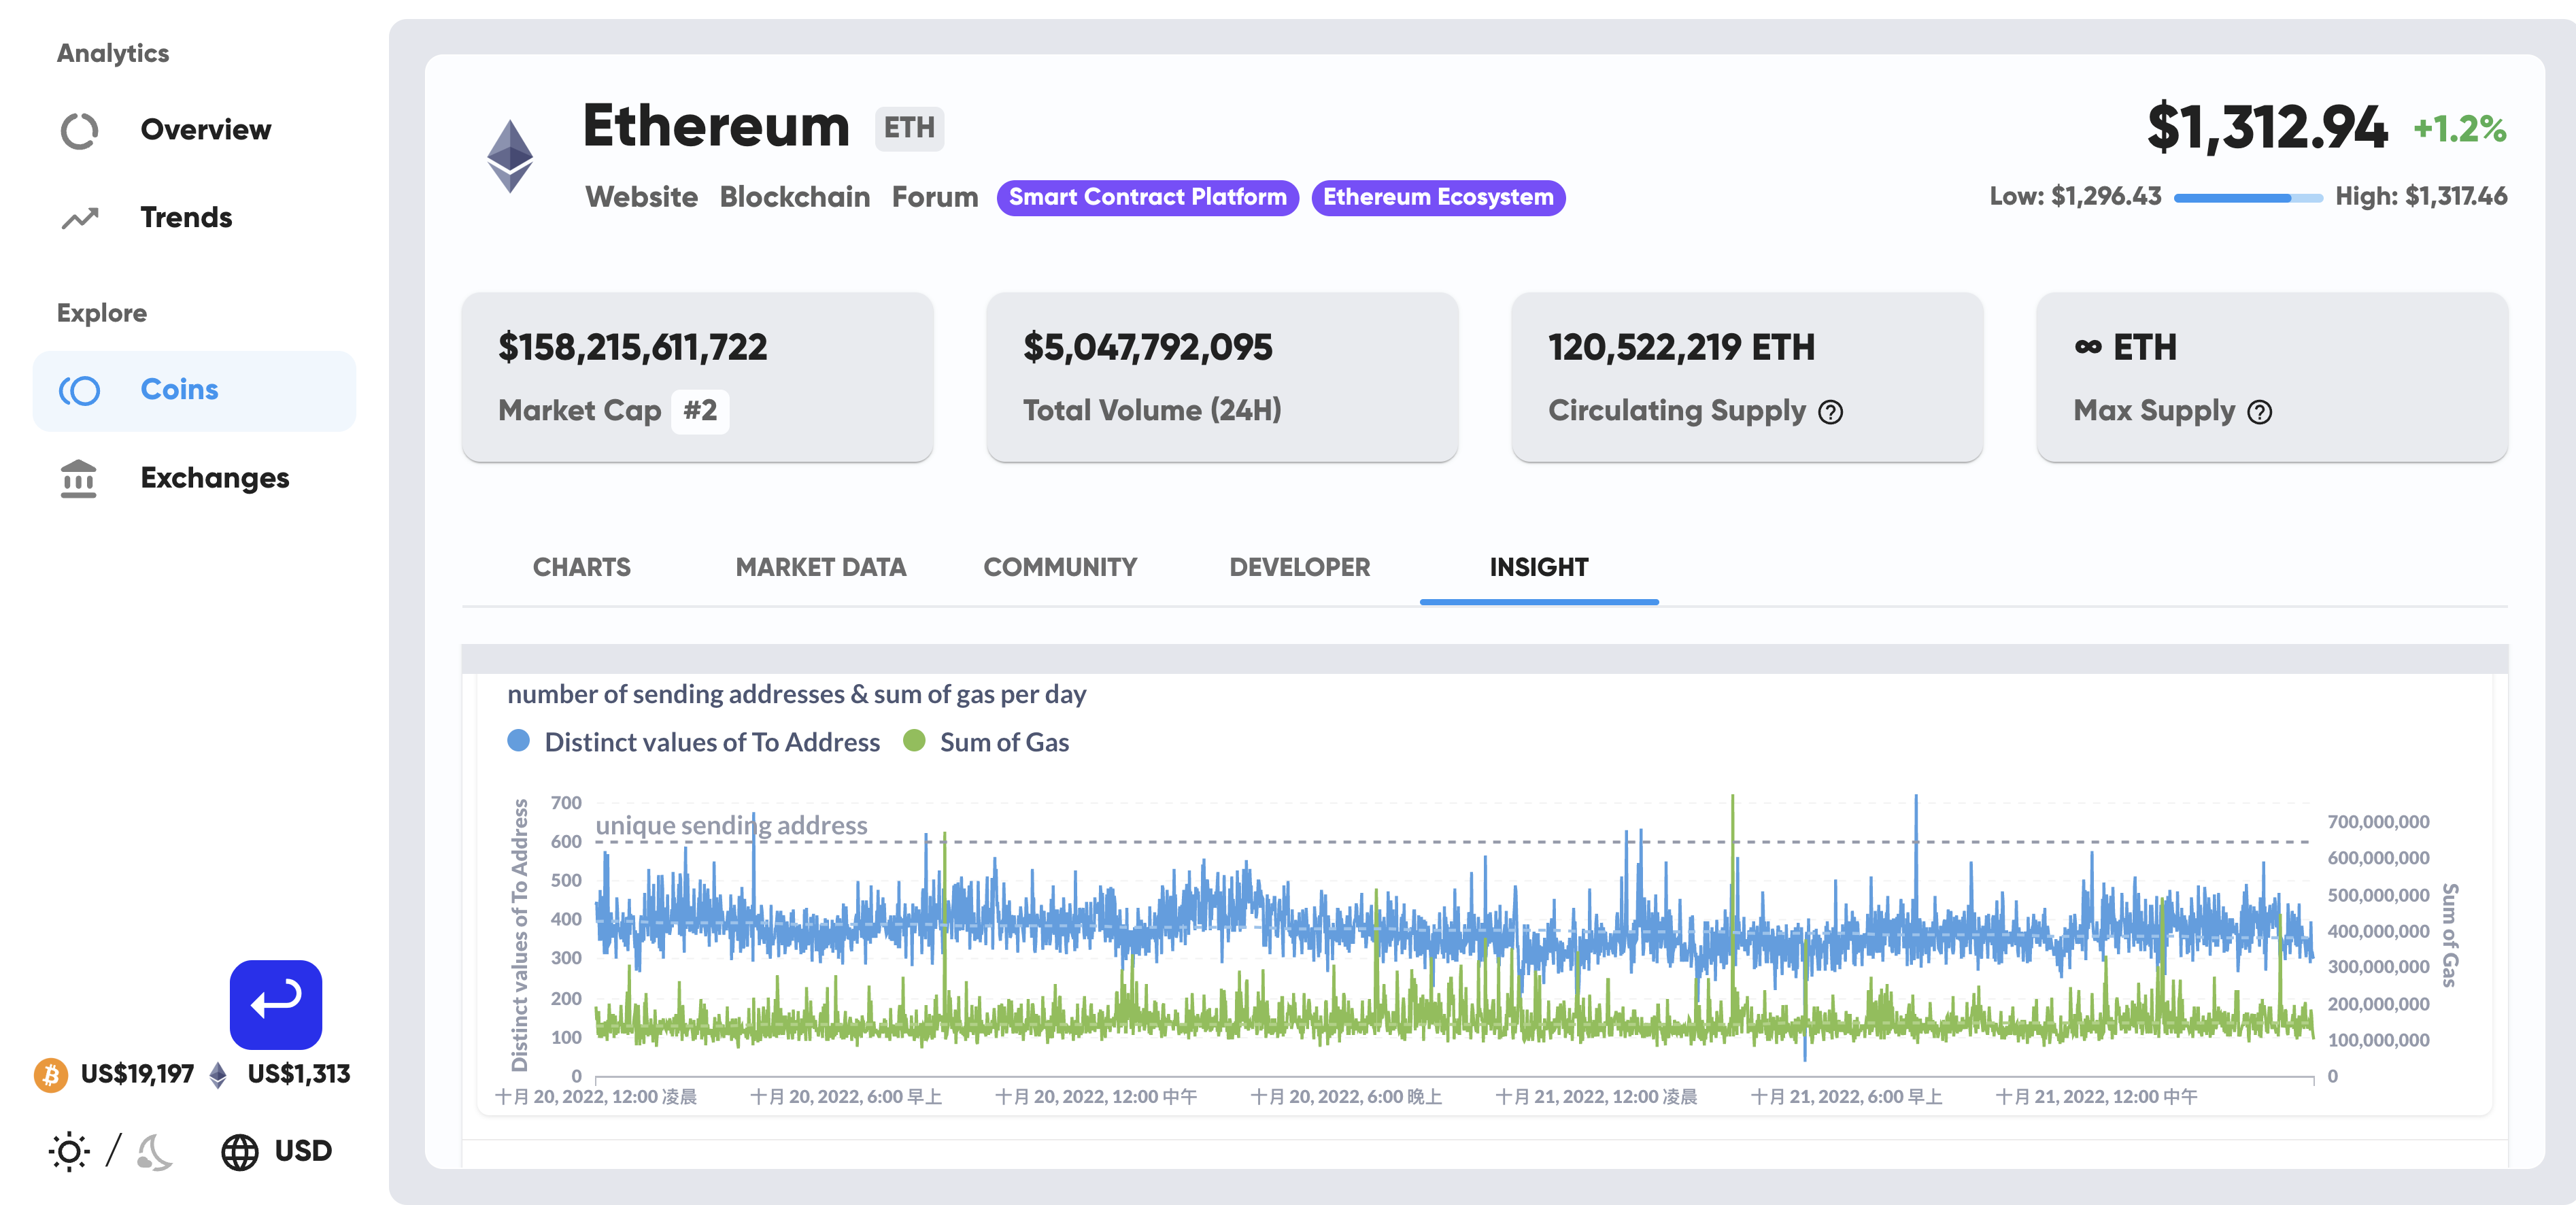 Analytics
Overview
Trends
Explore
Coins
Exchanges
US$19,197 US$1,313
/ USD
Ethereum ETH
Website Blockchain Forum Smart Contract Platform Ethereum Ecosystem
$1,312.94 +1.2%
Low: $1,296.43 High: $1,317.46
$158,215,611,722
Market Cap #2
$5,047,792,095
Total Volume (24H)
120,522,219 ETH
Circulating Supply ?
∞ ETH
Max Supply ?
CHARTS MARKET DATA COMMUNITY DEVELOPER INSIGHT
number of sending addresses & sum of gas per day
Distinct values of To Address Sum of Gas
Distinct values of To Address
700
600
500
400
300
200
100
0
unique sending address
700,000,000
600,000,000
500,000,000
400,000,000
300,000,000
200,000,000
100,000,000
0
Sum of Gas
十月 20, 2022, 12:00 凌晨 十月 20, 2022, 6:00 早上 十月 20, 2022, 12:00 中午 十月 20, 2022, 6:00 晚上 十月 21, 2022, 12:00 凌晨 十月 21, 2022, 6:00 早上 十月 21, 2022, 12:00 中午